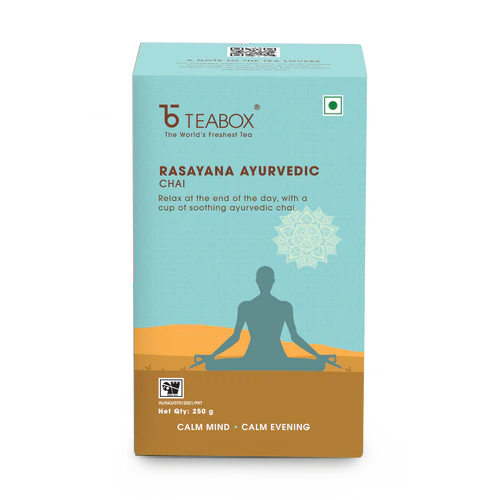 A NOTE TO THE TEA LOVERS
TEABOX®
The World's Freshest Tea
RASAYANA AYURVEDIC
CHAI
Relax at the end of the day, with a
cup of soothing ayurvedic chai.
Net Qty: 250 g
CALM MIND • CALM EVENING